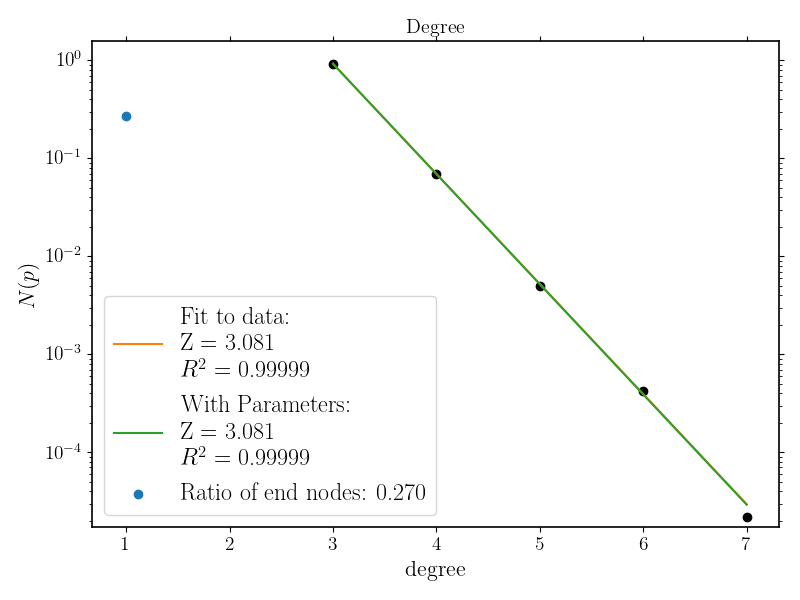 Degree
10^0
10^{-1}
10^{-2}
10^{-3}
10^{-4}
N(p)
Fit to data:
Z = 3.081
R^2 = 0.99999
With Parameters:
Z = 3.081
R^2 = 0.99999
Ratio of end nodes: 0.270
1 2 3 4 5 6 7
degree